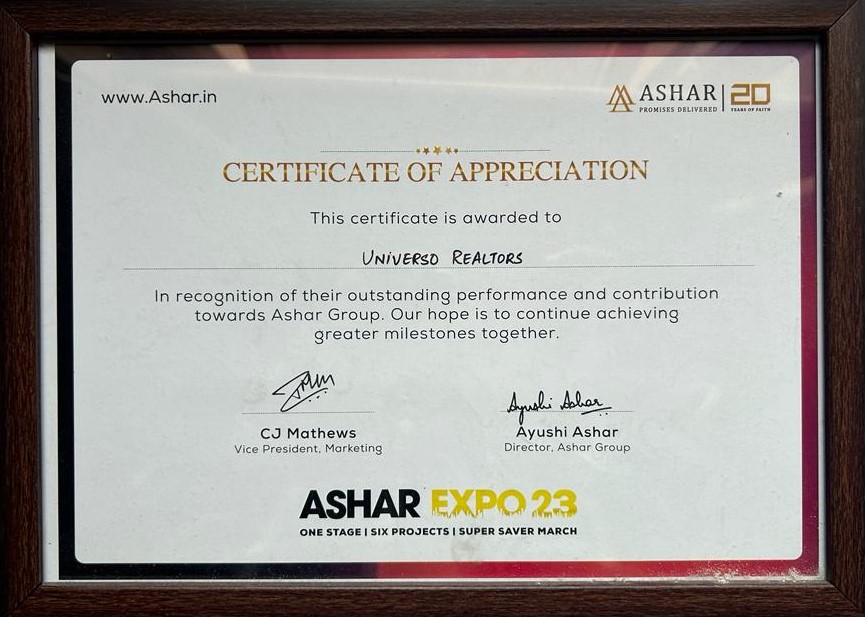 www.Ashar.in
ASHAR
PROMISES DELIVERED
20
YEARS OF FAITH
CERTIFICATE OF APPRECIATION
This certificate is awarded to
UNIVERSO REALTORS
In recognition of their outstanding performance and contribution
towards Ashar Group. Our hope is to continue achieving
greater milestones together.
Ayushi Ashar
CJ Mathews
Vice President, Marketing
Ayushi Ashar
Director, Ashar Group
ASHAR EXPO 23
ONE STAGE | SIX PROJECTS | SUPER SAVER MARCH